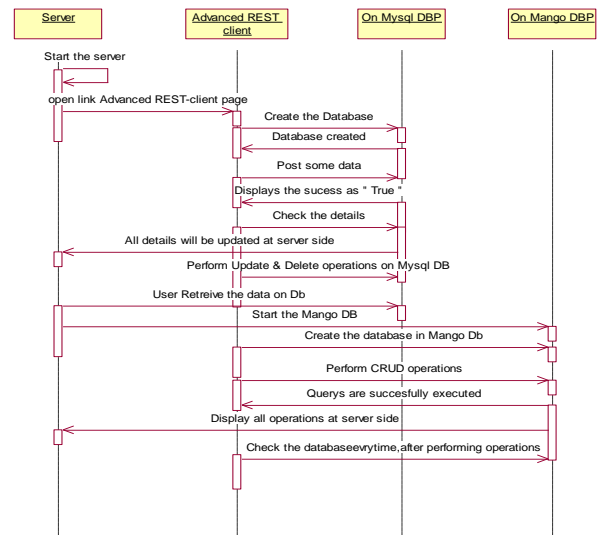 Server
Advanced REST
client
On Mysql DBP
On Mango DBP
Start the server
open link Advanced REST-client page
Create the Database
Database created
Post some data
Displays the sucess as " True "
Check the details
All details will be updated at server side
Perform Update & Delete operations on Mysql DB
User Retreive the data on Db
Start the Mango DB
Create the database in Mango Db
Perform CRUD operations
Querys are succesfully executed
Display all operations at server side
Check the databaseevrytime,after performing operations